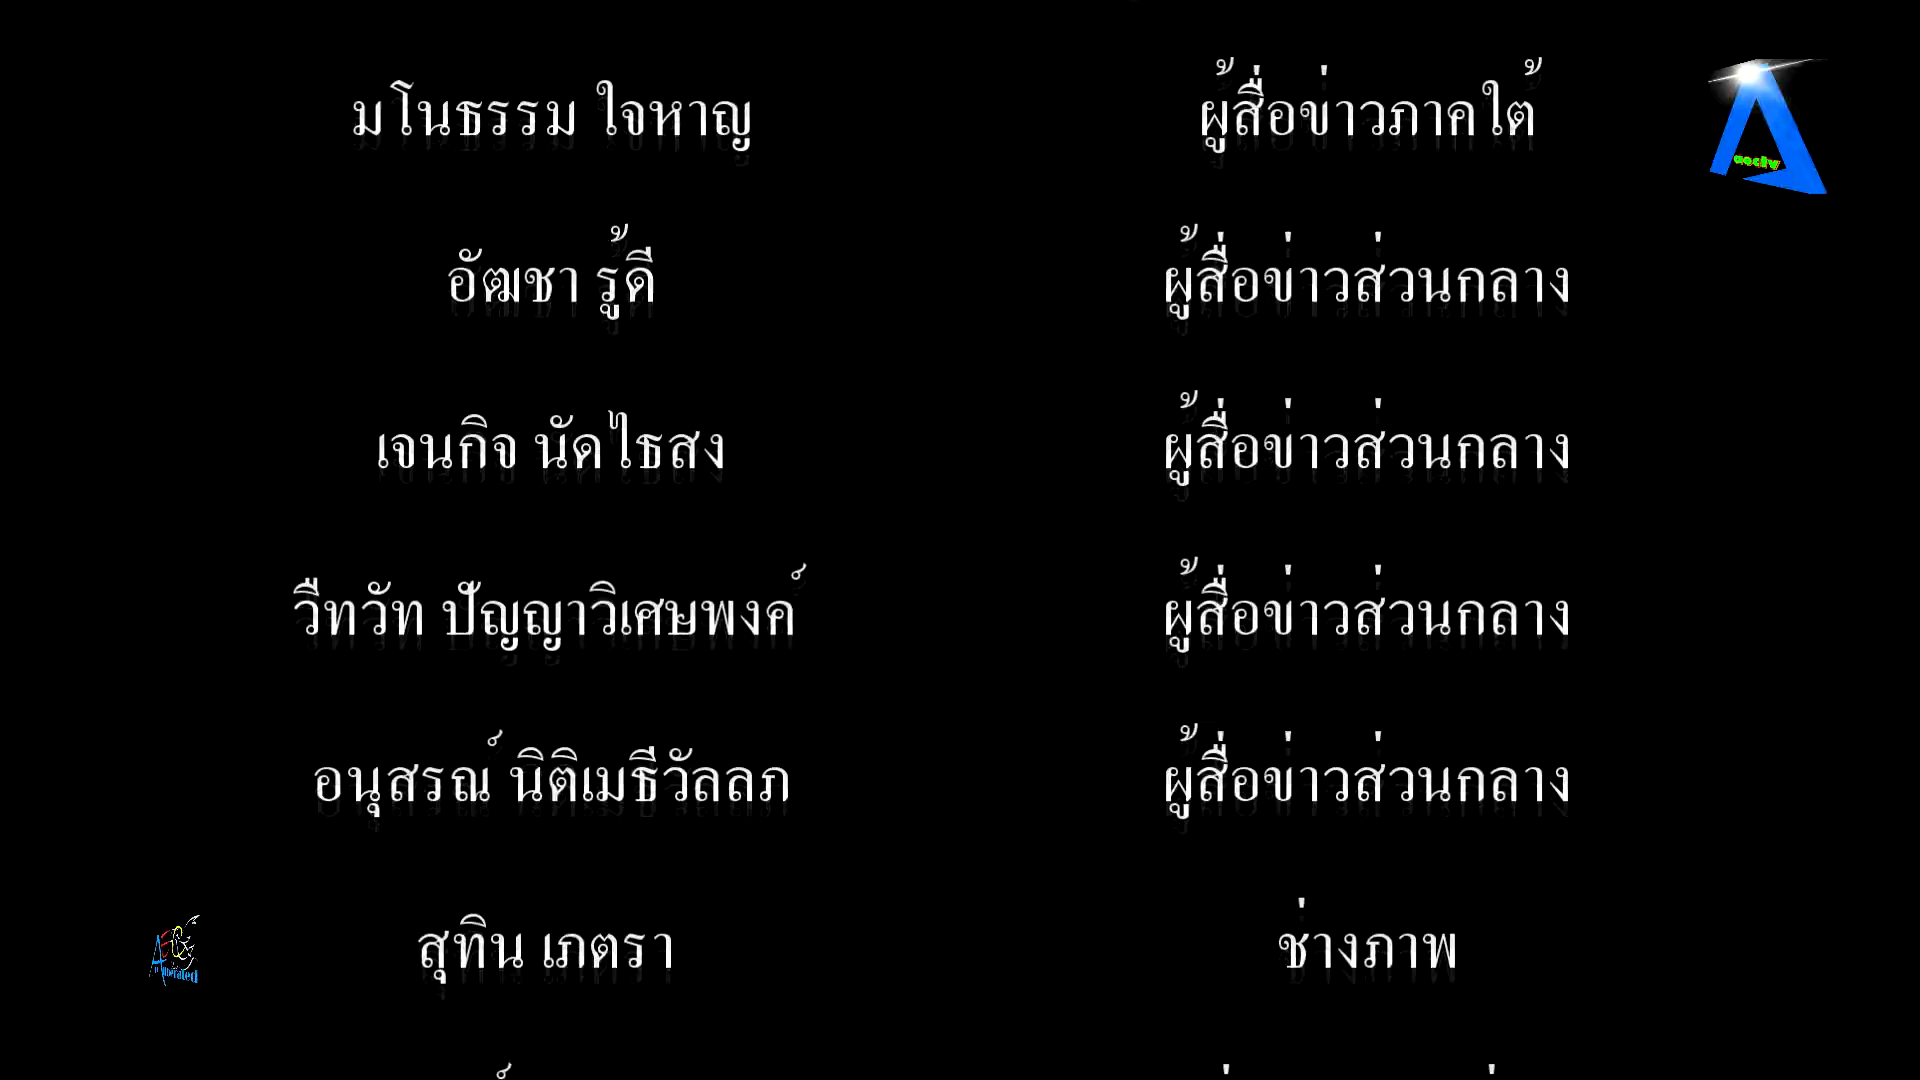 มโนธรรม ใจหาญ ผู้สื่อข่าวภาคใต้
aectv
อัฒชา รู้ดี ผู้สื่อข่าวส่วนกลาง
เจนกิจ นัดไธสง ผู้สื่อข่าวส่วนกลาง
วืทวัท ปัญญาวิเศษพงค์ ผู้สื่อข่าวส่วนกลาง
อนุสรณ์ นิติเมธีวัลลภ ผู้สื่อข่าวส่วนกลาง
สุทิน เภตรา ช่างภาพ